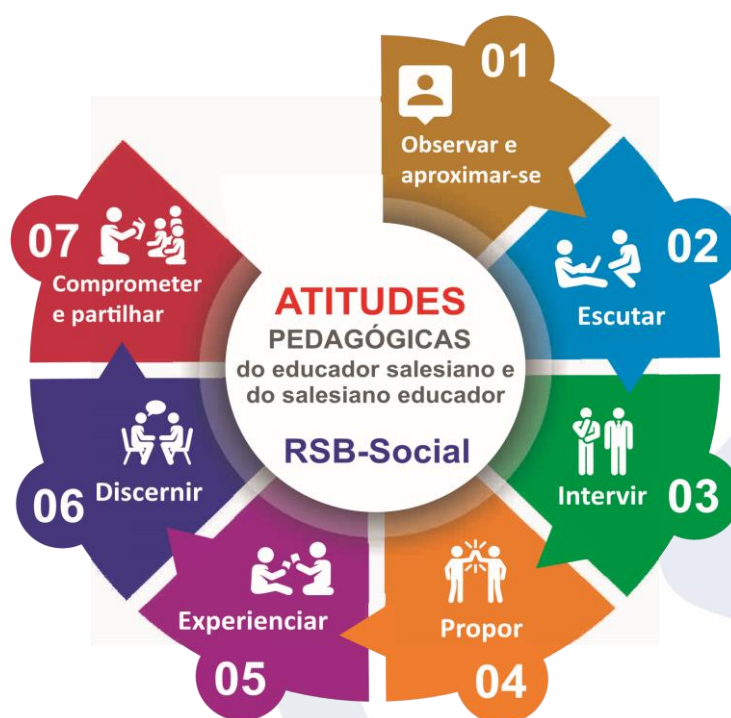 ATITUDES
PEDAGÓGICAS
do educador salesiano e
do salesiano educador
RSB-Social
01
Observar e
aproximar-se
02
Escutar
03
Intervir
04
Propor
05
Experienciar
06
Discernir
07
Comprometer
e partilhar